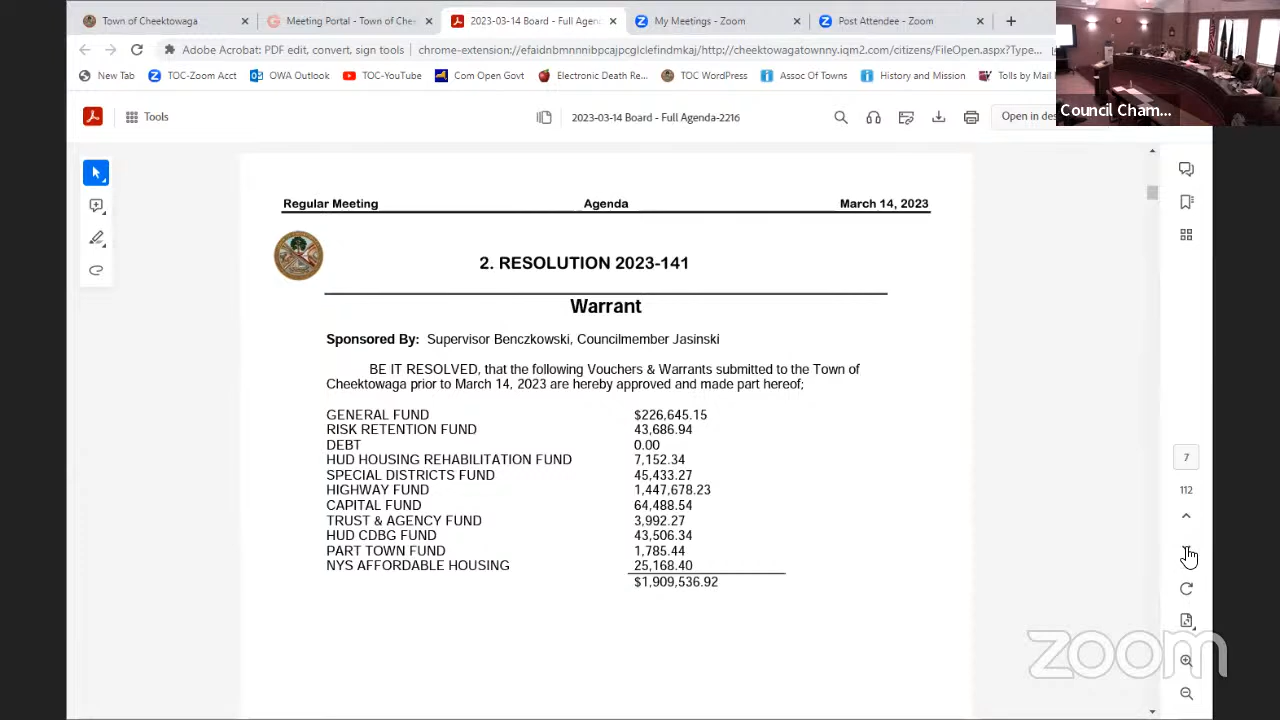 Town of Cheektowaga
Meeting Portal - Town of Che
2023-03-14 Board - Full Agend
My Meetings - Zoom
Post Attendee - Zoom
Adobe Acrobat: PDF edit, convert, sign tools
chrome-extension://efaidnbmnnnibpcajpcglclefindmkaj/http://cheektowagatownny.iqm2.com/citizens/FileOpen.aspx?Type...
New Tab
TOC-Zoom Acct
OWA Outlook
TOC-YouTube
Com Open Govt
Electronic Death Re...
TOC WordPress
Assoc Of Towns
History and Mission
Tolls by Mail
Council Cham...
Tools
2023-03-14 Board - Full Agenda-2216
Open in des
Regular Meeting Agenda March 14, 2023
2. RESOLUTION 2023-141
Warrant
Sponsored By: Supervisor Benczkowski, Councilmember Jasinski
BE IT RESOLVED, that the following Vouchers & Warrants submitted to the Town of
Cheektowaga prior to March 14, 2023 are hereby approved and made part hereof;
GENERAL FUND $226,645.15
RISK RETENTION FUND 43,686.94
DEBT 0.00
HUD HOUSING REHABILITATION FUND 7,152.34
SPECIAL DISTRICTS FUND 45,433.27
HIGHWAY FUND 1,447,678.23
CAPITAL FUND 64,488.54
TRUST & AGENCY FUND 3,992.27
HUD CDBG FUND 43,506.34
PART TOWN FUND 1,785.44
NYS AFFORDABLE HOUSING 25,168.40
$1,909,536.92
7
112
zoom